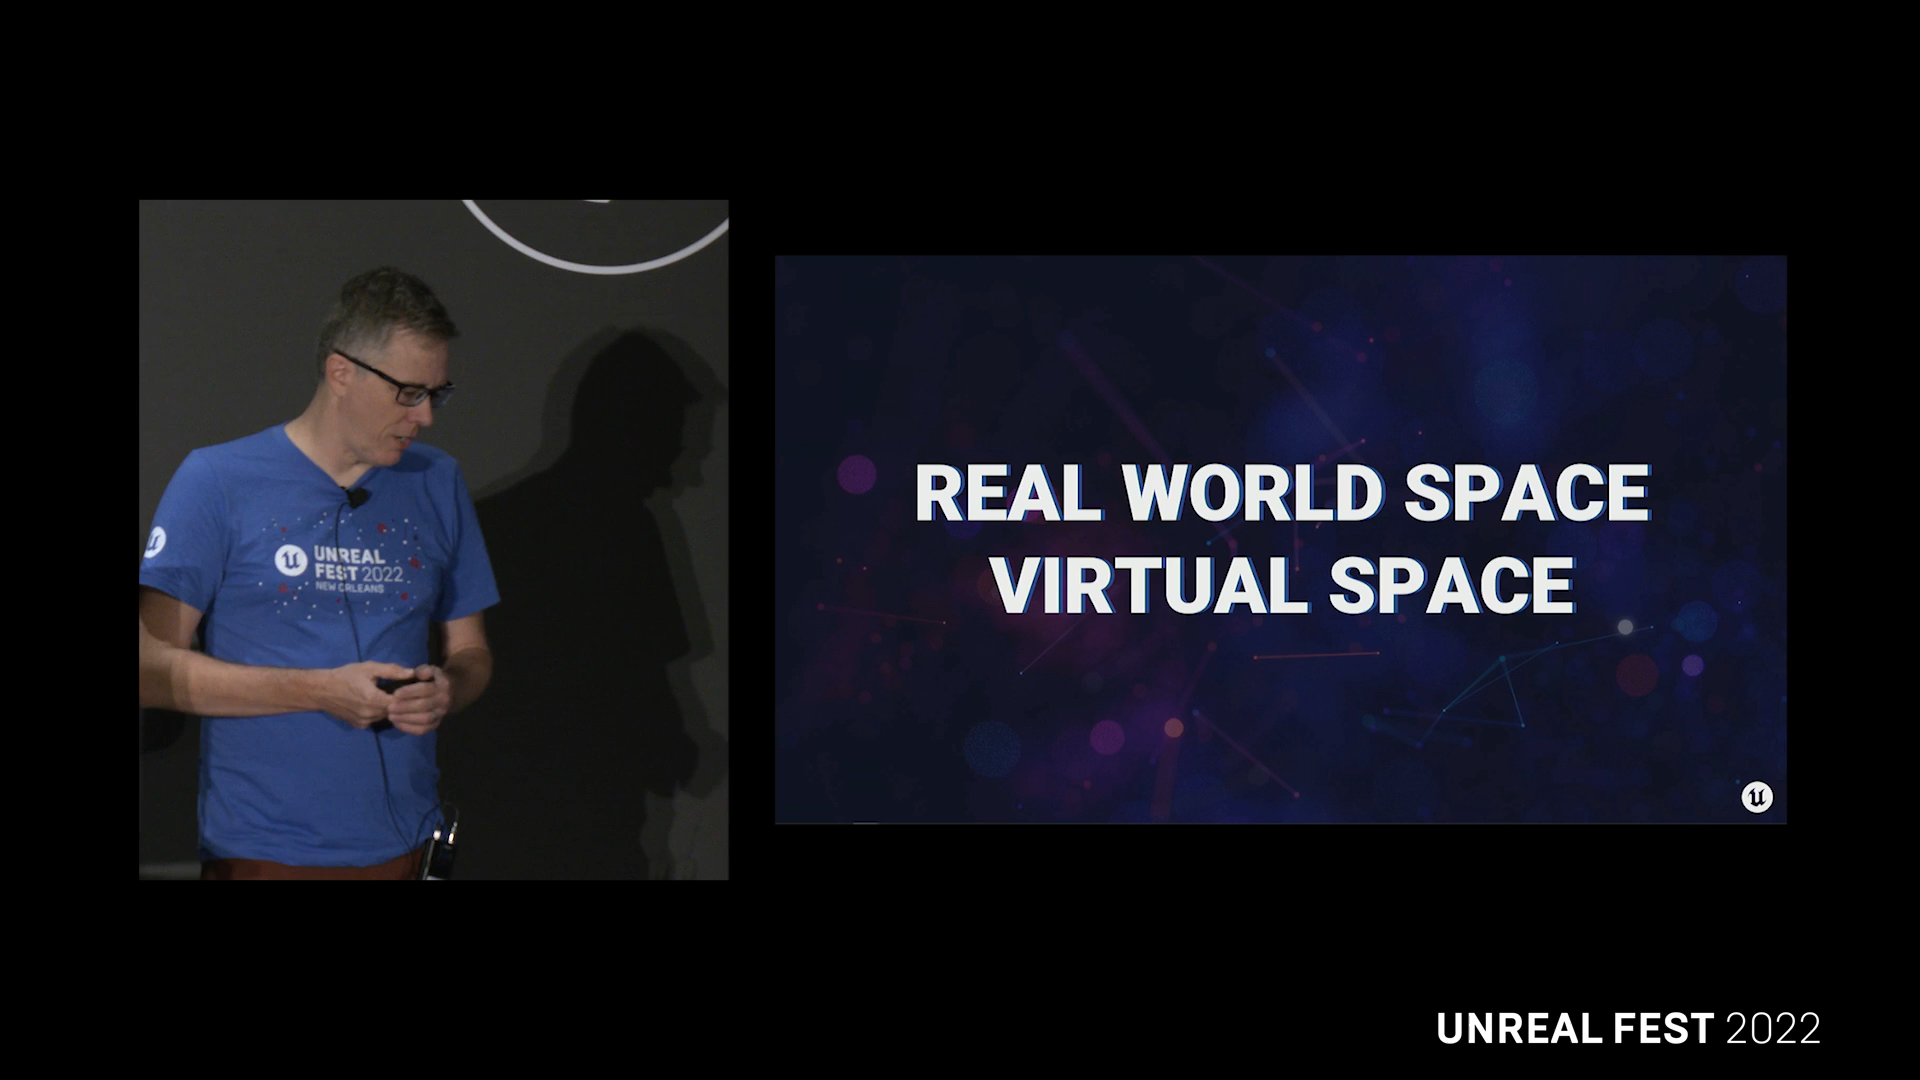 UNREAL
FEST 2022
NEW ORLEANS
REAL WORLD SPACE
VIRTUAL SPACE
UNREAL FEST 2022